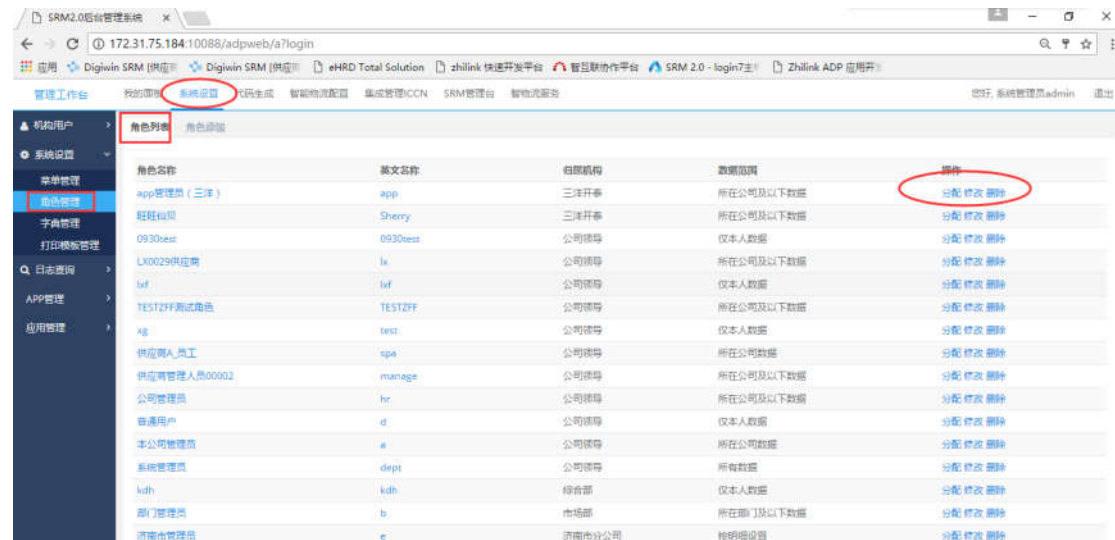 SRM2.0后台管理系统
172.31.75.184:10088/adpweb/a?login
应用 Digiwin SRM [供应 Digiwin SRM [供应 eHRD Total Solution zhilink 快速开发平台 智互联协作平台 SRM 2.0 - login7主 Zhilink ADP 应用开
管理工作台 我的面板 系统设置 代码生成 智能物流配置 集成管理ICCN SRM管理台 智物流服务 您好, 系统管理员admin 退出
机构用户
系统设置
菜单管理
角色管理
字典管理
打印模板管理
日志查询
APP管理
应用管理
角色列表 角色添加
角色名称 英文名称 归属机构 数据范围 操作
app管理员（三洋） app 三洋开泰 所在公司及以下数据 分配 修改 删除
旺旺仙贝 Sherry 三洋开泰 所在公司及以下数据 分配 修改 删除
0930test 0930test 公司领导 仅本人数据 分配 修改 删除
LX0029供应商 lx 公司领导 所在公司及以下数据 分配 修改 删除
lxf lxf 公司领导 仅本人数据 分配 修改 删除
TESTZFF测试角色 TESTZFF 公司领导 所在公司及以下数据 分配 修改 删除
xg test 公司领导 仅本人数据 分配 修改 删除
供应商A_员工 spa 公司领导 所在公司数据 分配 修改 删除
供应商管理人员00002 manage 公司领导 所在公司及以下数据 分配 修改 删除
公司管理员 hr 公司领导 所在公司及以下数据 分配 修改 删除
普通用户 d 公司领导 仅本人数据 分配 修改 删除
本公司管理员 a 公司领导 所在公司数据 分配 修改 删除
系统管理员 dept 公司领导 所有数据 分配 修改 删除
kdh kdh 综合部 仅本人数据 分配 修改 删除
部门管理员 b 市场部 所在部门及以下数据 分配 修改 删除
济南市管理员 e 济南市分公司 按明细设置 分配 修改 删除